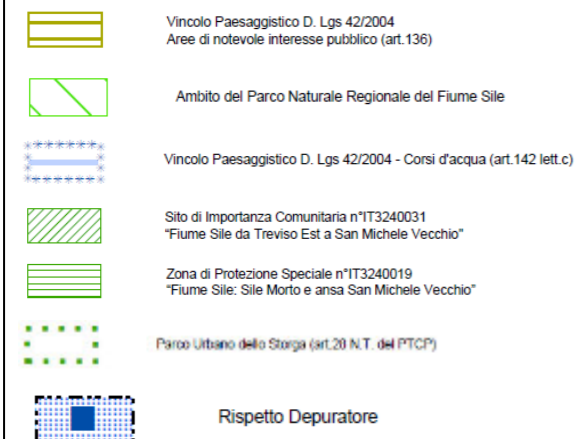 Vincolo Paesaggistico D. Lgs 42/2004
Aree di notevole interesse pubblico (art.136)
Ambito del Parco Naturale Regionale del Fiume Sile
Vincolo Paesaggistico D. Lgs 42/2004 - Corsi d'acqua (art.142 lett.c)
Sito di Importanza Comunitaria n°IT3240031
“Fiume Sile da Treviso Est a San Michele Vecchio”
Zona di Protezione Speciale n°IT3240019
“Fiume Sile: Sile Morto e ansa San Michele Vecchio”
Parco Urbano dello Storga (art.28 N.T. del PTCP)
Rispetto Depuratore